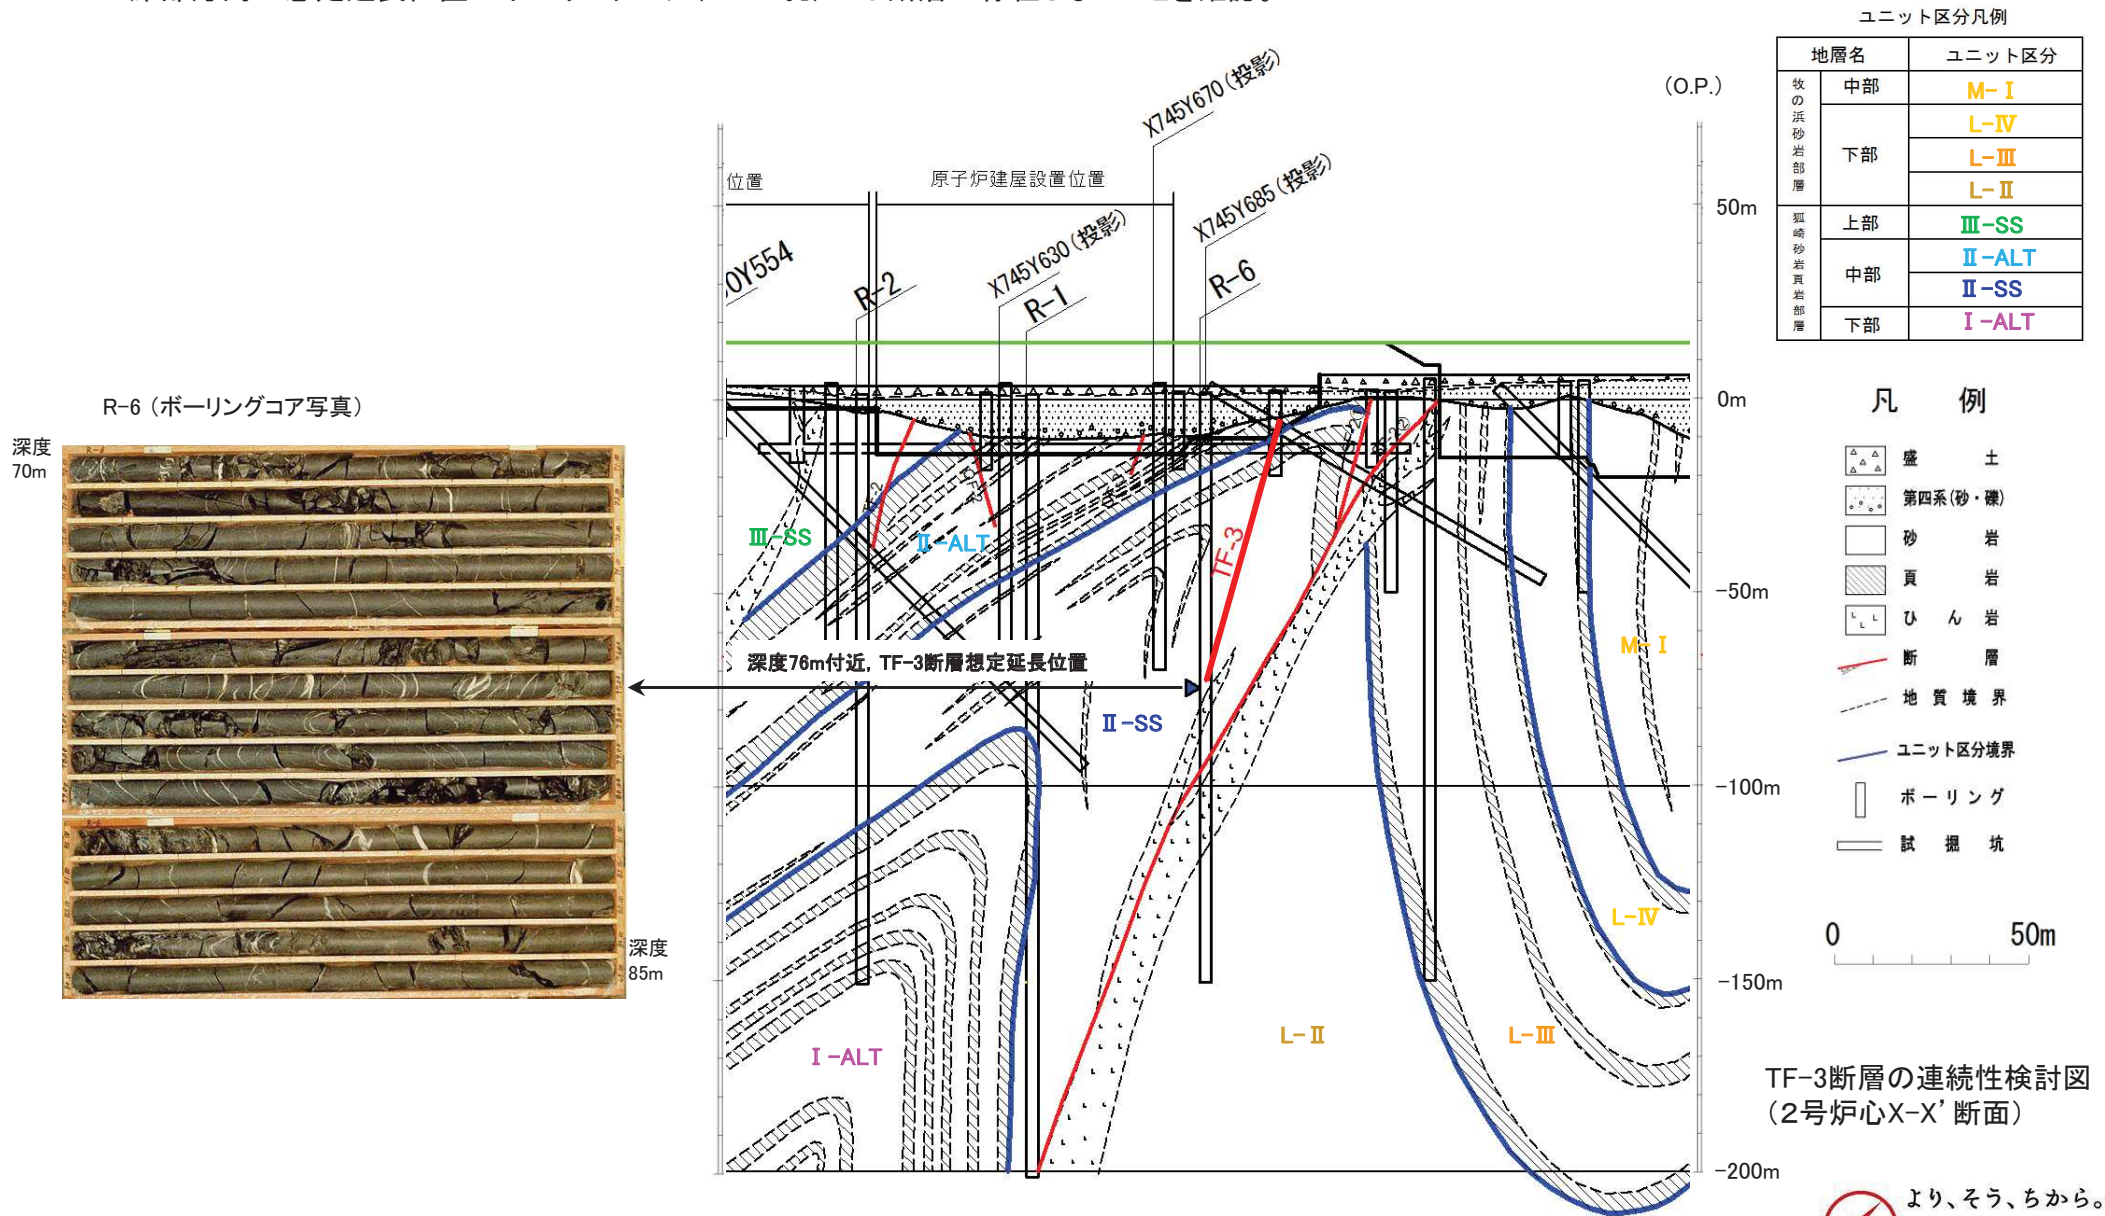 ユニット区分凡例
地層名 ユニット区分
牧の浜砂岩部層
中部 M-Ⅰ
下部
L-Ⅳ
L-Ⅲ
L-Ⅱ
狐崎砂岩頁岩部層
上部 Ⅲ-SS
中部
Ⅱ-ALT
Ⅱ-SS
下部 Ⅰ-ALT
(O.P.)
50m
0m
-50m
-100m
-150m
-200m
位置
原子炉建屋設置位置
X745Y670(投影)
X745Y685(投影)
X745Y630(投影)
0Y554
R-2
R-1
R-6
R-6 (ボーリングコア写真)
深度
70m
深度
85m
Ⅲ-SS
Ⅱ-ALT
TF-3
深度76m付近, TF-3断層想定延長位置
Ⅱ-SS
Ⅰ-ALT
L-Ⅱ
L-Ⅲ
L-Ⅳ
M-Ⅰ
凡 例
盛 土
第四系(砂・礫)
砂 岩
頁 岩
ひ ん 岩
断 層
地 質 境 界
ユニット区分境界
ボーリング
試 掘 坑
0 50m
TF-3断層の連続性検討図
(2号炉心X-X’断面)
より、そう、ちから。